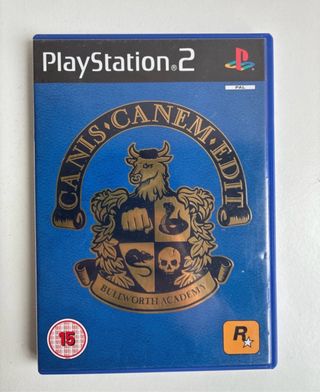 PlayStation®2
PAL
CANIS·CANEM·EDIT
BULLWORTH ACADEMY
15
R